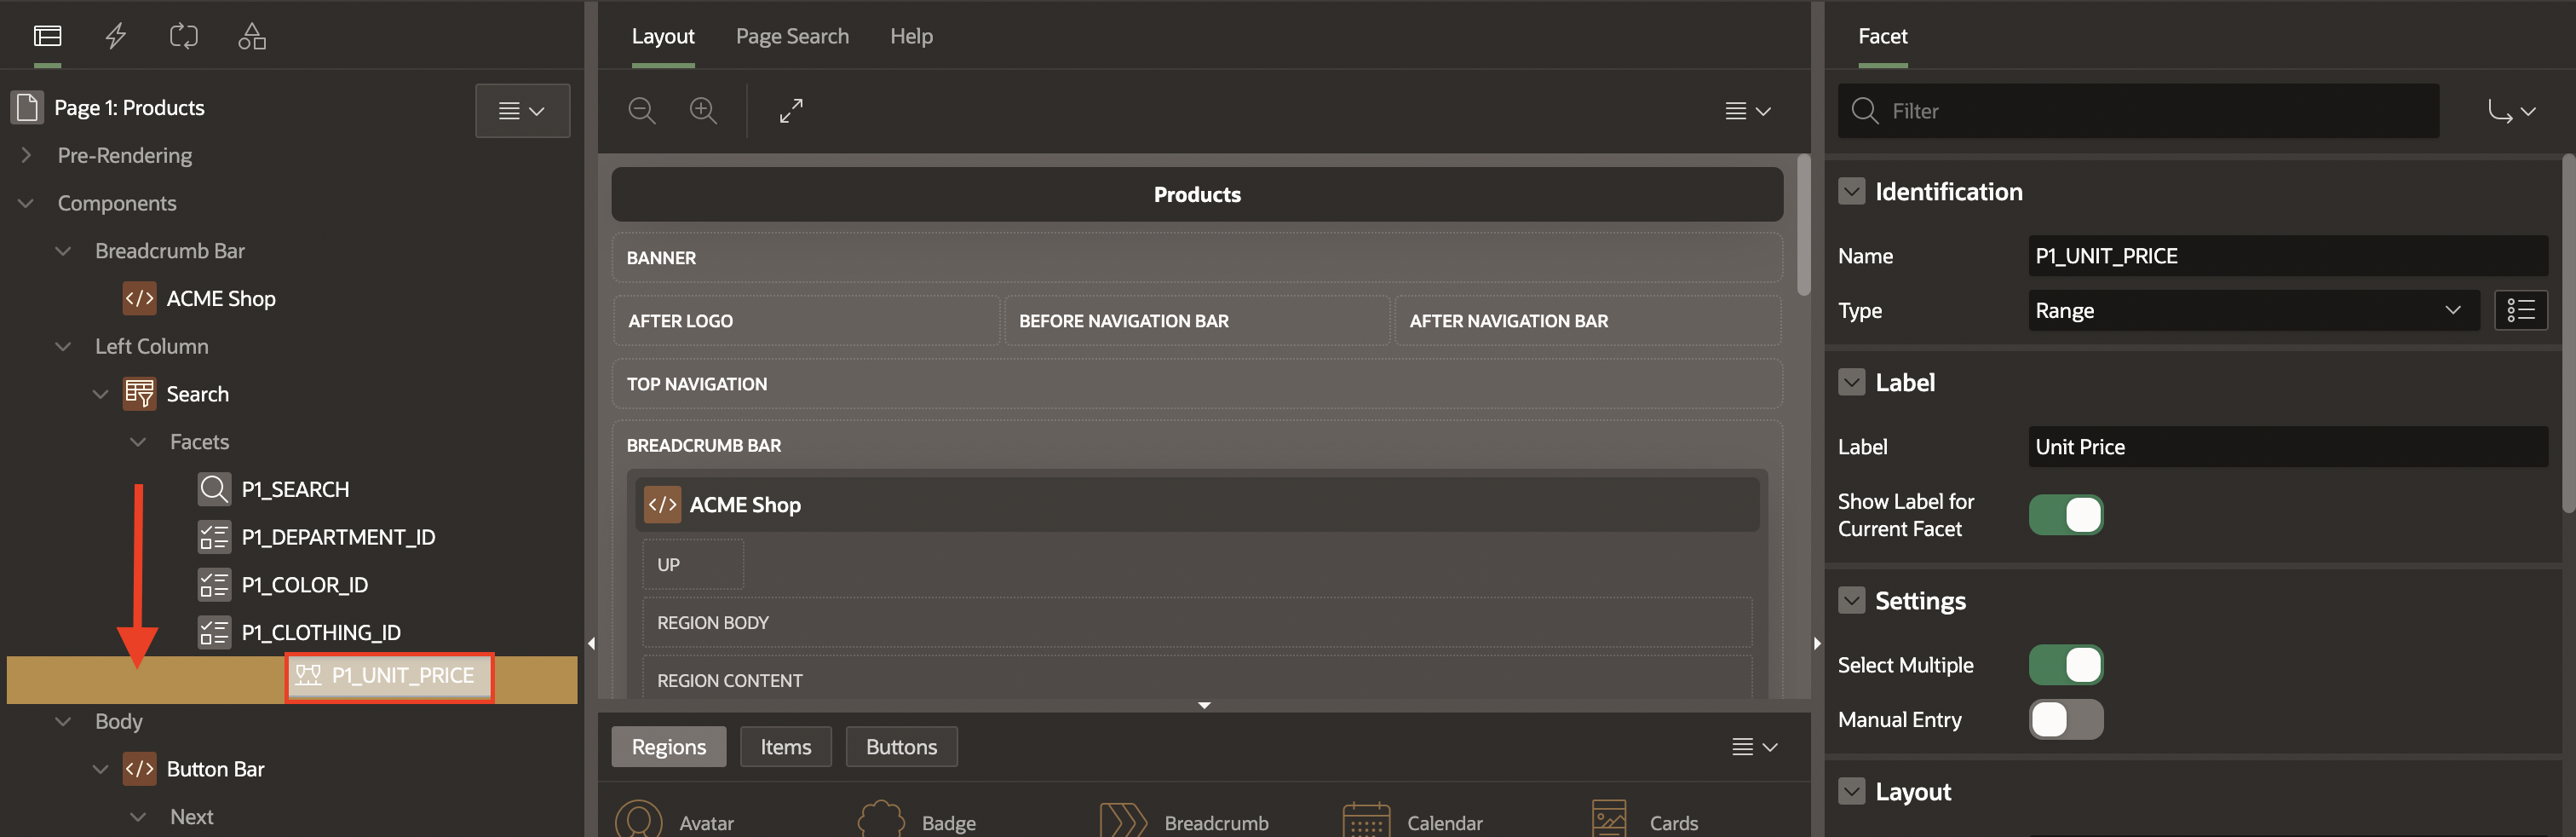 Page 1: Products
Pre-Rendering
Components
Breadcrumb Bar
ACME Shop
Left Column
Search
Facets
P1_SEARCH
P1_DEPARTMENT_ID
P1_COLOR_ID
P1_CLOTHING_ID
P1_UNIT_PRICE
Body
Button Bar
Next
Layout Page Search Help
Products
BANNER
AFTER LOGO BEFORE NAVIGATION BAR AFTER NAVIGATION BAR
TOP NAVIGATION
BREADCRUMB BAR
ACME Shop
UP
REGION BODY
REGION CONTENT
Regions Items Buttons
Avatar Badge Breadcrumb Calendar Cards
Facet
Filter
Identification
Name P1_UNIT_PRICE
Type Range
Label
Label Unit Price
Show Label for
Current Facet
Settings
Select Multiple
Manual Entry
Layout